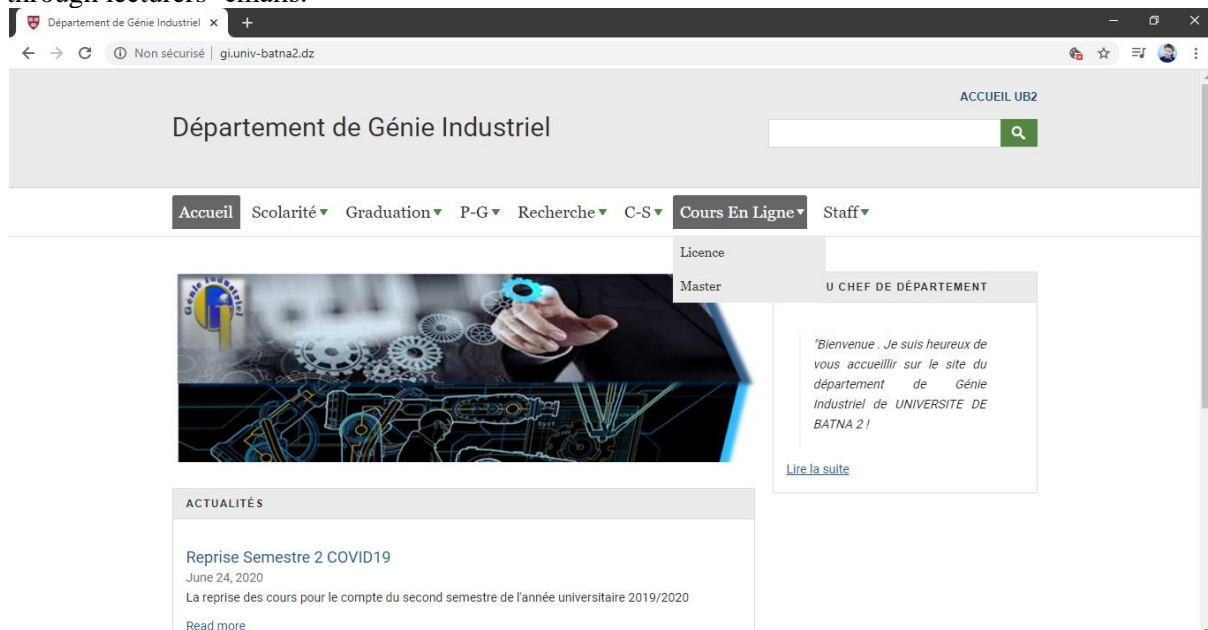 through lecturers' emails.
Département de Génie Industriel
Non sécurisé | gi.univ-batna2.dz
ACCUEIL UB2
Département de Génie Industriel
Accueil Scolarité Graduation P-G Recherche C-S Cours En Ligne Staff
Licence
Master
U CHEF DE DÉPARTEMENT
Génie Industriel
"Bienvenue . Je suis heureux de
vous accueillir sur le site du
département de Génie
Industriel de UNIVERSITE DE
BATNA 2 !
Lire la suite
ACTUALITÉS
Reprise Semestre 2 COVID19
June 24, 2020
La reprise des cours pour le compte du second semestre de l'année universitaire 2019/2020
Read more